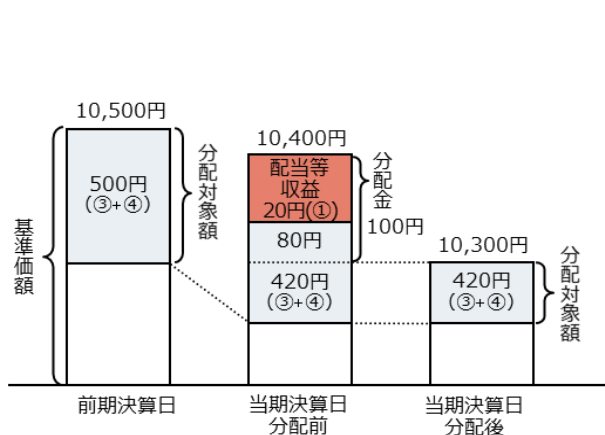 10,500円
500円
(③+④)
分配対象額
基準価額
10,400円
配当等
収益
20円(①)
80円
420円
(③+④)
分配金
100円
10,300円
420円
(③+④)
分配対象額
前期決算日
当期決算日
分配前
当期決算日
分配後